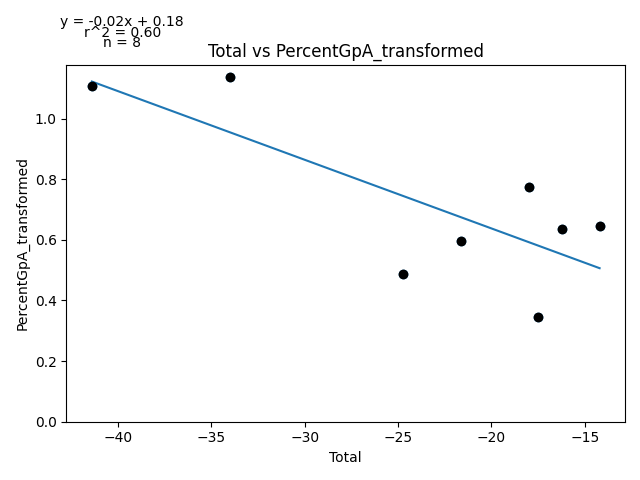 y = -0.02x + 0.18
r^2 = 0.60
n = 8
Total vs PercentGpA_transformed
1.0
0.8
0.6
0.4
0.2
0.0
PercentGpA_transformed
−40
−35
−30
−25
−20
−15
Total